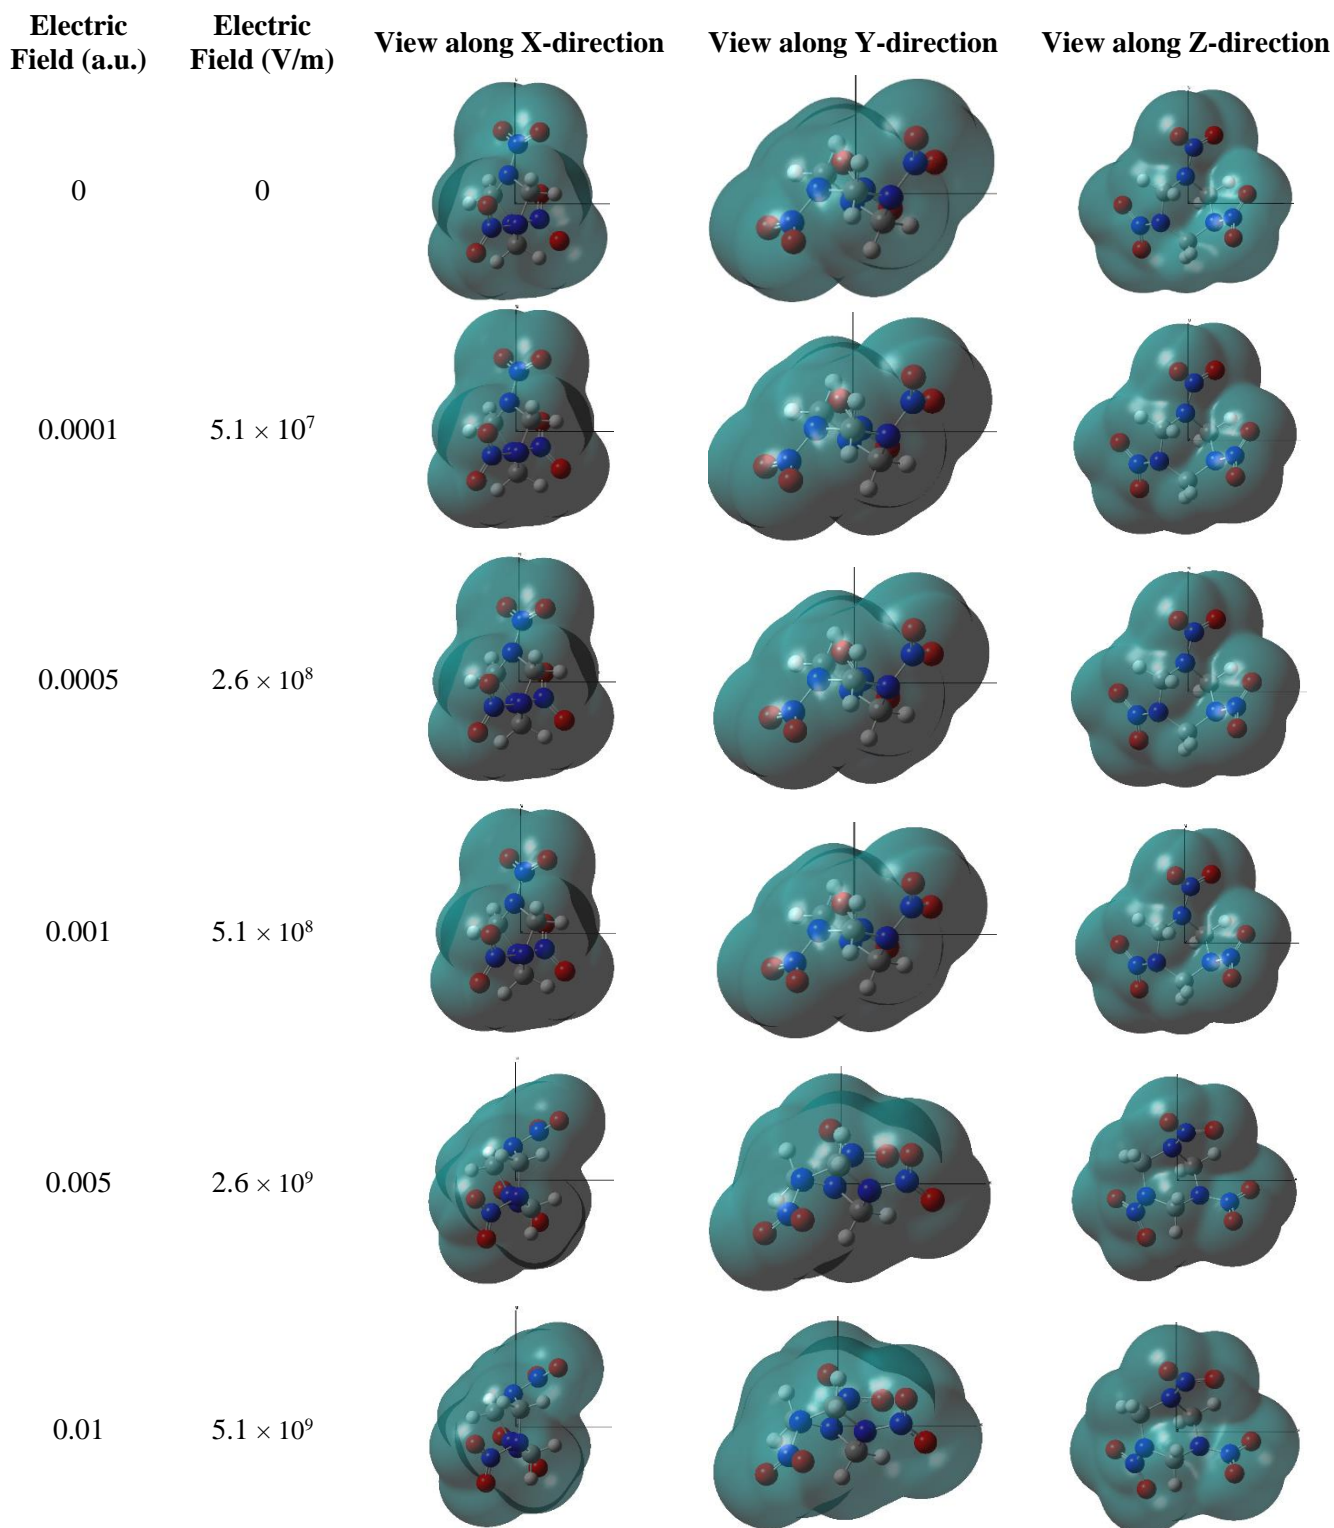 Electric Field (a.u.) Electric Field (V/m) View along X-direction View along Y-direction View along Z-direction
0 0
0.0001 5.1 × 10⁷
0.0005 2.6 × 10⁸
0.001 5.1 × 10⁸
0.005 2.6 × 10⁹
0.01 5.1 × 10⁹